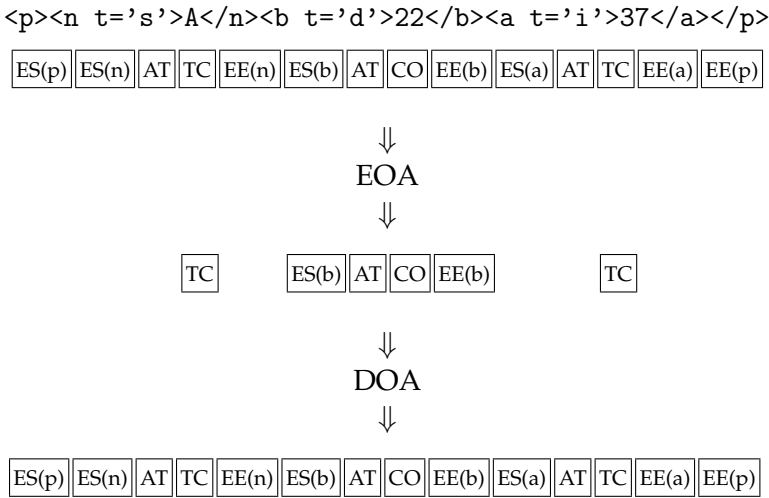 <p><n t='s'>A</n><b t='d'>22</b><a t='i'>37</a></p>
ES(p) ES(n) AT TC EE(n) ES(b) AT CO EE(b) ES(a) AT TC EE(a) EE(p)
⇓
EOA
⇓
TC ES(b) AT CO EE(b) TC
⇓
DOA
⇓
ES(p) ES(n) AT TC EE(n) ES(b) AT CO EE(b) ES(a) AT TC EE(a) EE(p)